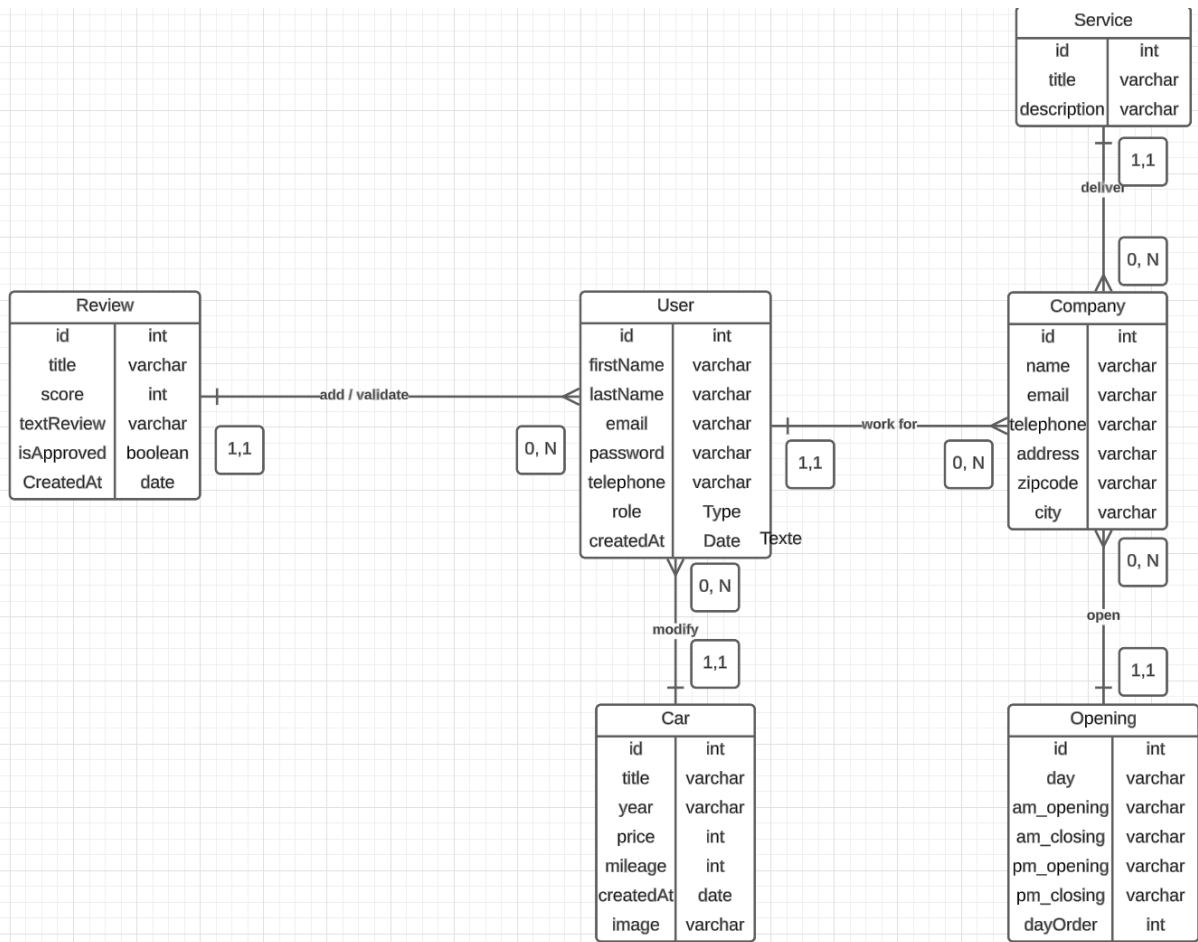 Service
id int
title varchar
description varchar
1,1
deliver
0, N
Review
id int
title varchar
score int
textReview varchar
isApproved boolean
CreatedAt date
1,1
add / validate
0, N
User
id int
firstName varchar
lastName varchar
email varchar
password varchar
telephone varchar
role Type
createdAt Date
Texte
1,1
work for
0, N
Company
id int
name varchar
email varchar
telephone varchar
address varchar
zipcode varchar
city varchar
0, N
modify
1,1
0, N
open
1,1
Car
id int
title varchar
year varchar
price int
mileage int
createdAt date
image varchar
Opening
id int
day varchar
am_opening varchar
am_closing varchar
pm_opening varchar
pm_closing varchar
dayOrder int